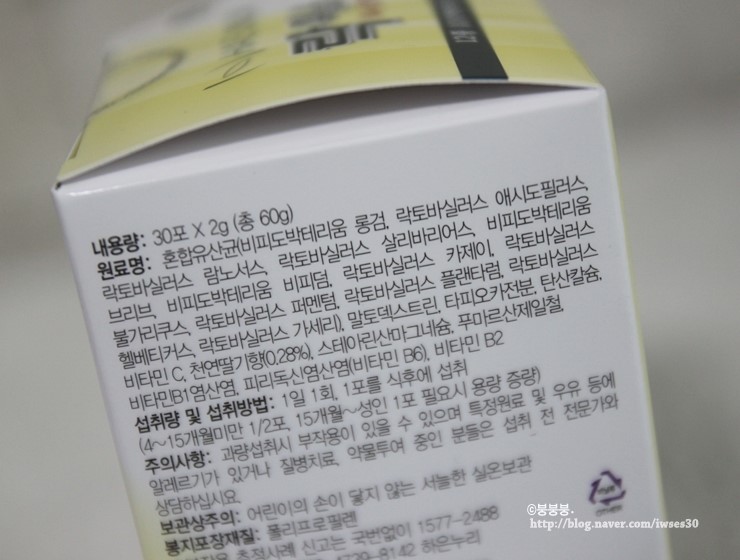 내용량: 30포 X 2g (총 60g)
원료명: 혼합유산균(비피도박테리움 롱검, 락토바실러스 애시도필러스,
락토바실러스 람노서스, 락토바실러스 살리바리어스, 비피도박테리움
브리브, 비피도박테리움 비피덤, 락토바실러스 카제이, 락토바실러스
불가리쿠스, 락토바실러스 퍼멘텀, 락토바실러스 플랜타럼, 락토바실러스
헬베티커스, 락토바실러스 가세리), 말토덱스트린, 타피오카전분, 탄산칼슘,
비타민 C, 천연딸기향(0.28%), 스테아린산마그네슘, 푸마르산제일철,
비타민B1염산염, 피리독신염산염(비타민 B6), 비타민 B2
섭취량 및 섭취방법: 1일 1회, 1포를 식후에 섭취
(4~15개월미만 1/2포, 15개월~성인 1포 필요시 용량 증량)
주의사항: 과량섭취시 부작용이 있을 수 있으며 특정원료 및 우유 등에
알레르기가 있거나 질병치료, 약물투여 중인 분들은 섭취 전 전문가와
상담하십시요.
보관상주의: 어린이의 손이 닿지 않는 서늘한 실온보관
봉지포장재질: 폴리프로필렌
신고는 국번없이 1577-2488
8142 하은누리
©붕붕붕.
http://blog.naver.com/iwses30